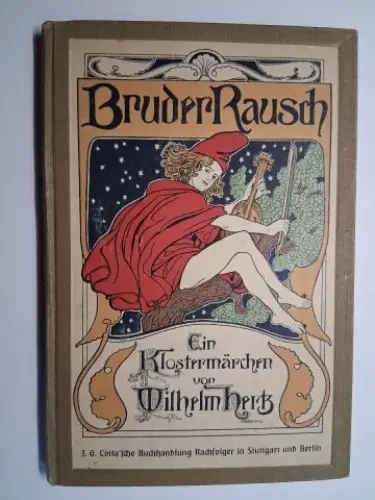 Bruder Rausch
Ein
Klostermärchen
von
Wilhelm Hertz
J. G. Cotta'sche Buchhandlung Nachfolger in Stuttgart und Berlin